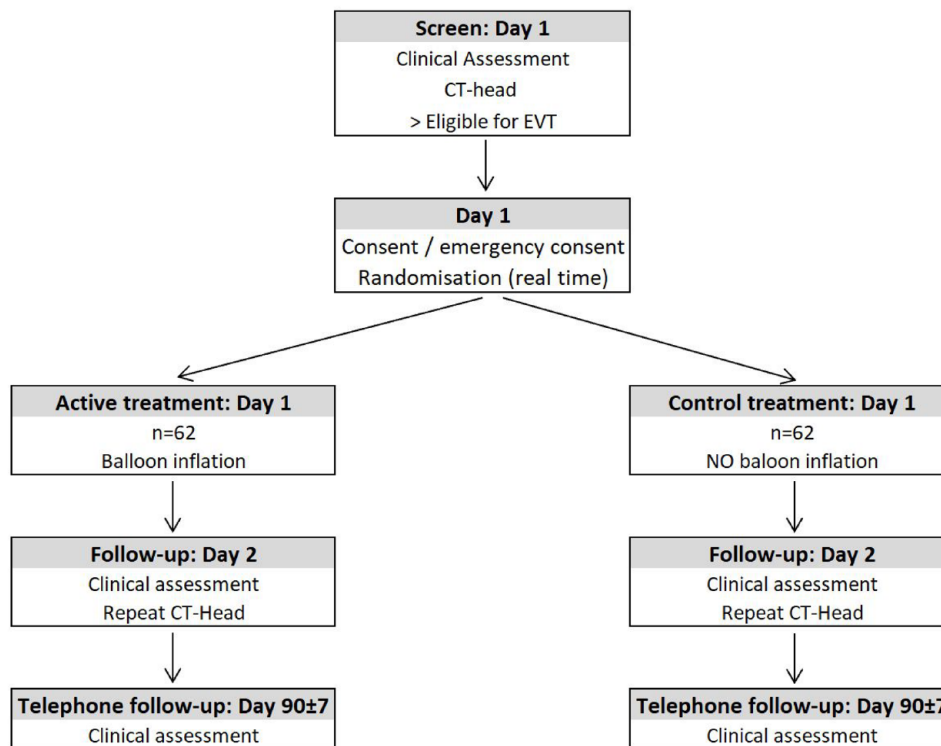 Screen: Day 1
Clinical Assessment
CT-head
> Eligible for EVT
Day 1
Consent / emergency consent
Randomisation (real time)
Active treatment: Day 1
n=62
Balloon inflation
Control treatment: Day 1
n=62
NO baloon inflation
Follow-up: Day 2
Clinical assessment
Repeat CT-Head
Follow-up: Day 2
Clinical assessment
Repeat CT-Head
Telephone follow-up: Day 90±7
Clinical assessment
Telephone follow-up: Day 90±7
Clinical assessment